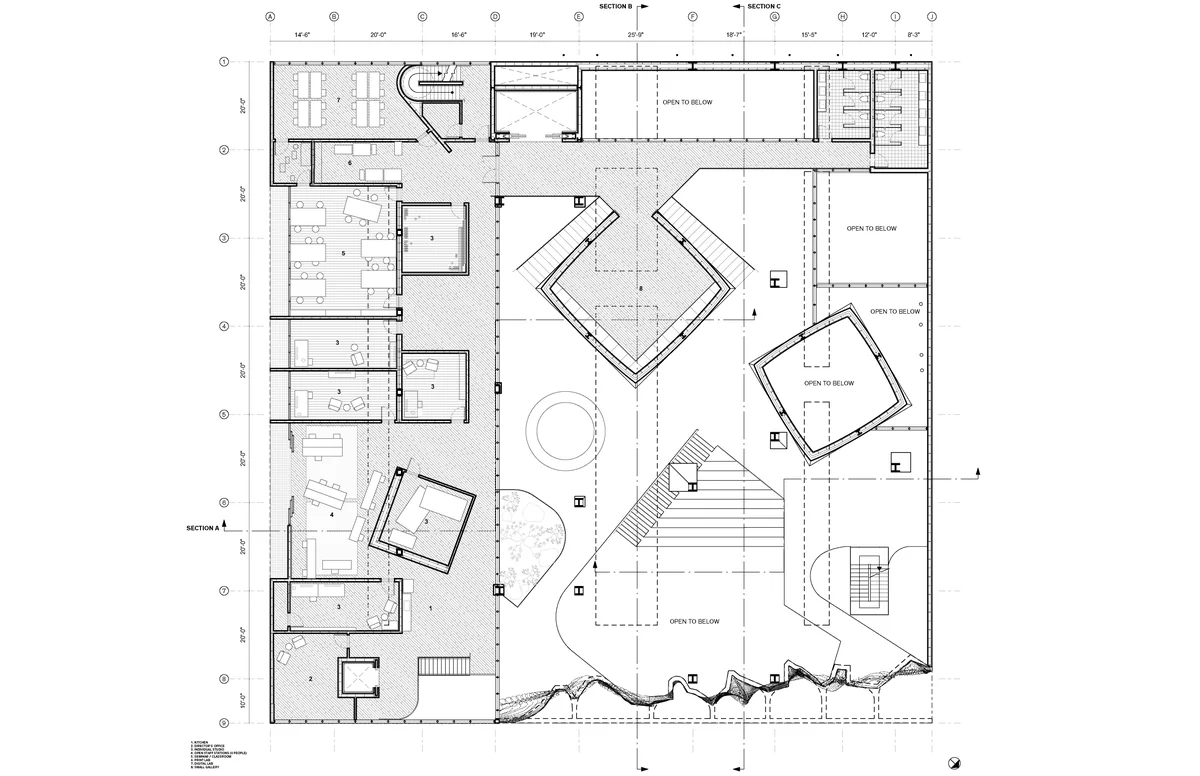 SECTION B
SECTION C
A B C D E F G H I J
14'-6" 20'-0" 16'-6" 19'-0" 25'-9" 18'-7" 15'-5" 12'-0" 8'-3"
1
20'-0"
OPEN TO BELOW
2
6
20'-0"
3
3
OPEN TO BELOW
5
20'-0"
8
OPEN TO BELOW
4
3
20'-0"
3
OPEN TO BELOW
3
5
20'-0"
6
4
3
SECTION A
20'-0"
7
3
1
20'-0"
OPEN TO BELOW
2
8
10'-0"
9
1. KITCHEN
2. DIRECTOR'S OFFICE
3. INDIVIDUAL STUDIO
4. OPEN STAFF STATIONS (6 PEOPLE)
5. SEMINAR / CLASSROOM
6. PRINT LAB
7. DIGITAL LAB
8. SMALL GALLERY